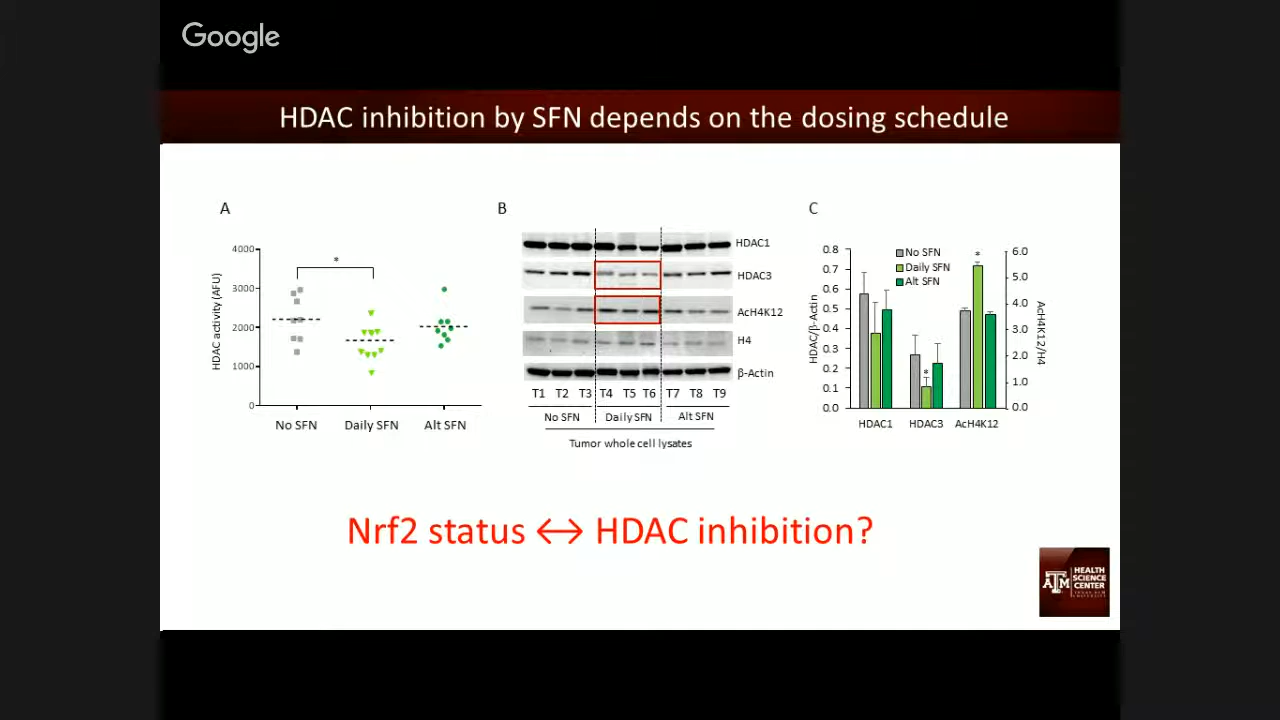 Google
HDAC inhibition by SFN depends on the dosing schedule
A
4000
3000
2000
1000
0
HDAC activity (AFU)
*
No SFN Daily SFN Alt SFN
B
HDAC1
HDAC3
AcH4K12
H4
β-Actin
T1 T2 T3 T4 T5 T6 T7 T8 T9
No SFN Daily SFN Alt SFN
Tumor whole cell lysates
C
0.8
0.7
0.6
0.5
0.4
0.3
0.2
0.1
0.0
HDAC/β-Actin
No SFN
Daily SFN
Alt SFN
*
*
6.0
5.0
4.0
3.0
2.0
1.0
0.0
AcH4K12/H4
HDAC1 HDAC3 AcH4K12
Nrf2 status ↔ HDAC inhibition?
ATM
HEALTH
SCIENCE
CENTER
TEXAS A&M
UNIVERSITY